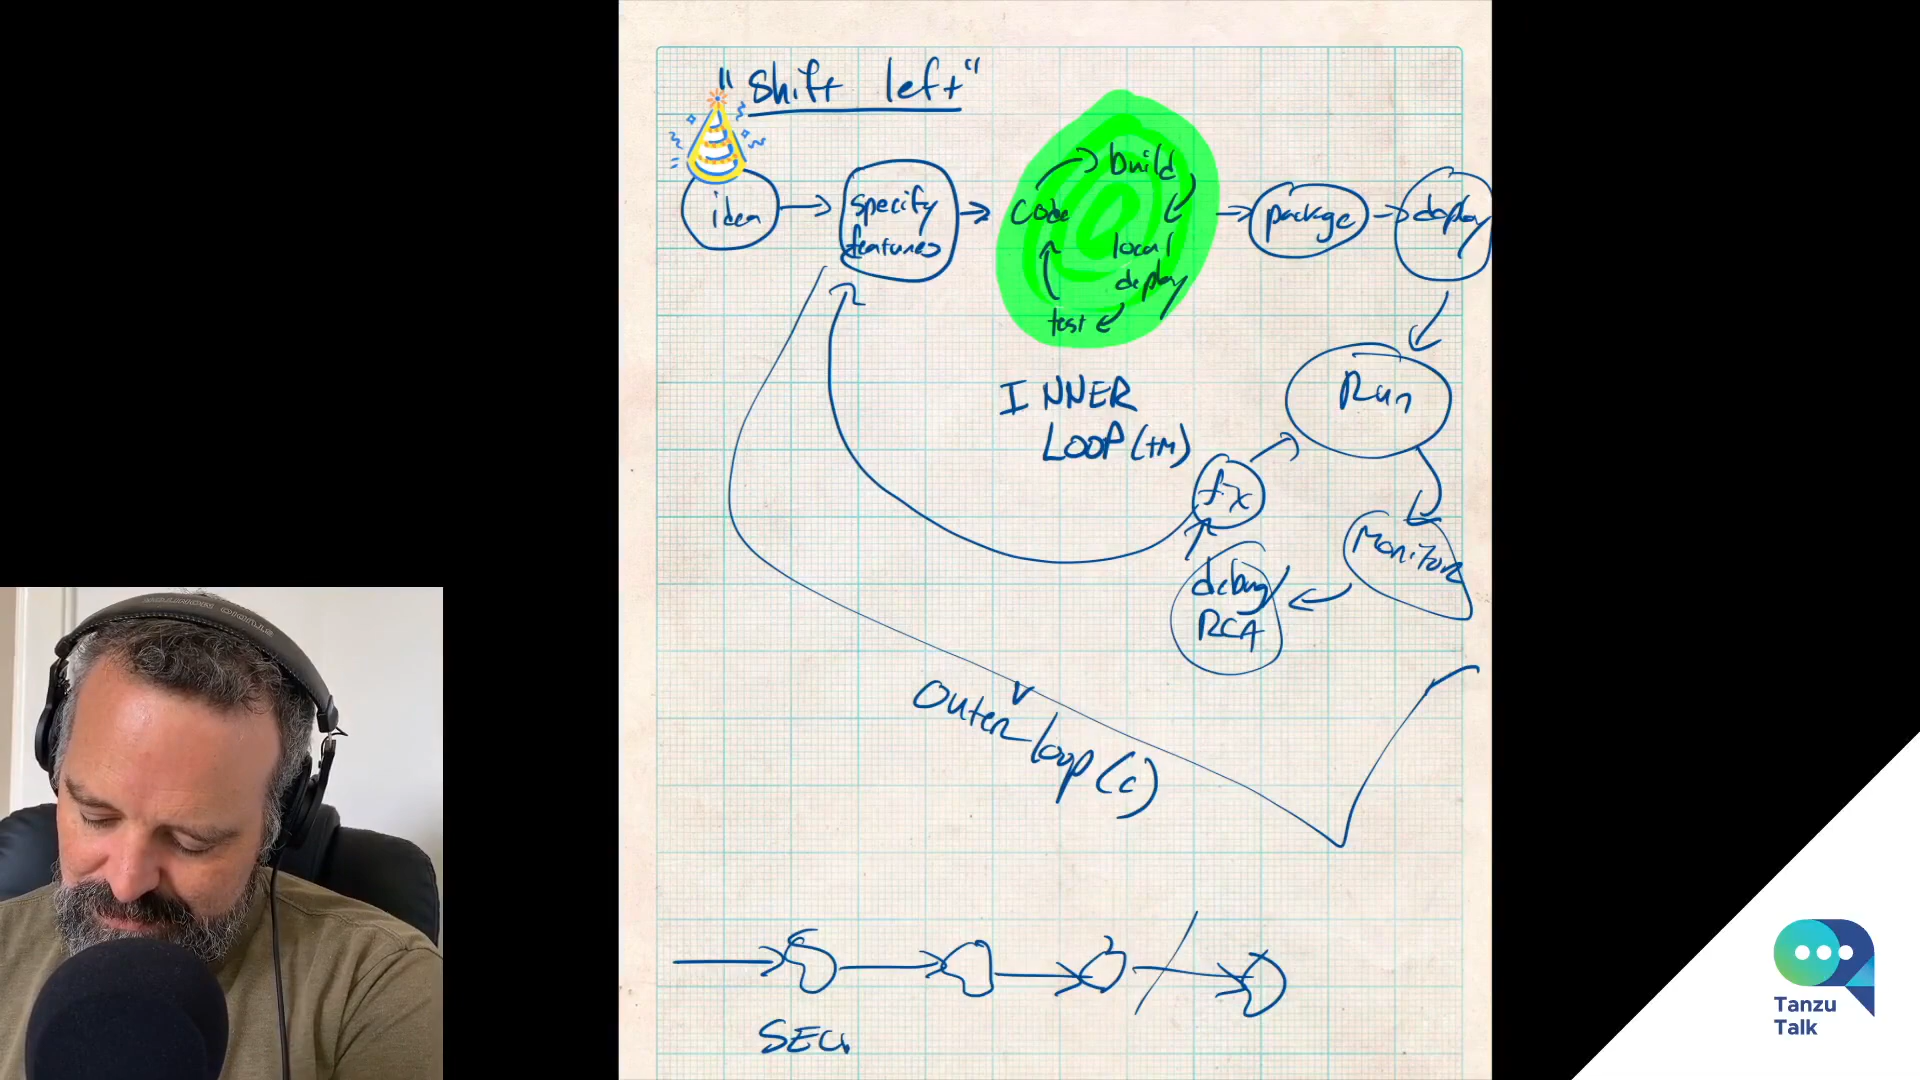 "Shift left"
idea
specify
features
code
build
local
deploy
test
package
deploy
INNER
LOOP (TM)
Run
fix
Monitor
debug/
RCA
Outer loop (c)
SECU
Tanzu
Talk